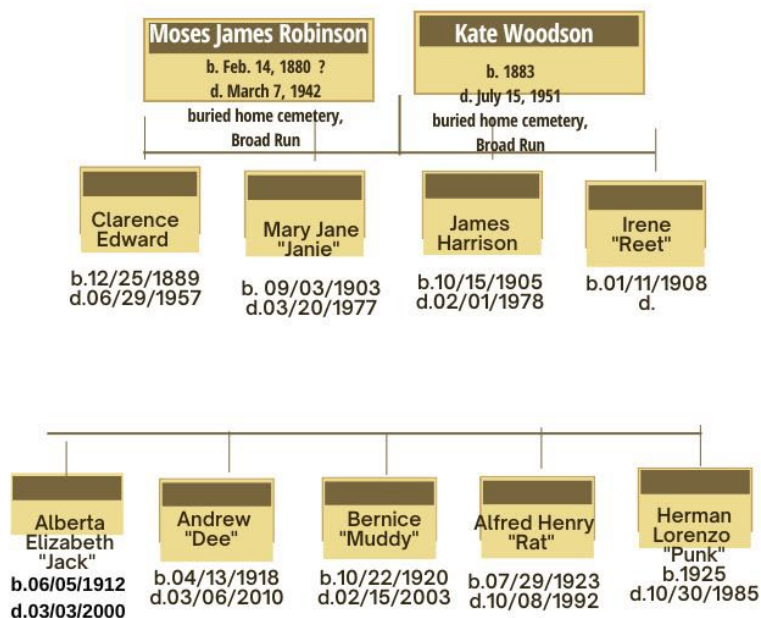 Moses James Robinson
b. Feb. 14, 1880 ?
d. March 7, 1942
buried home cemetery,
Broad Run
Kate Woodson
b. 1883
d. July 15, 1951
buried home cemetery,
Broad Run
Clarence
Edward
b.12/25/1889
d.06/29/1957
Mary Jane
"Janie"
b. 09/03/1903
d.03/20/1977
James
Harrison
b.10/15/1905
d.02/01/1978
Irene
"Reet"
b.01/11/1908
d.
Alberta
Elizabeth
"Jack"
b.06/05/1912
d.03/03/2000
Andrew
"Dee"
b.04/13/1918
d.03/06/2010
Bernice
"Muddy"
b.10/22/1920
d.02/15/2003
Alfred Henry
"Rat"
b.07/29/1923
d.10/08/1992
Herman
Lorenzo
"Punk"
b.1925
d.10/30/1985